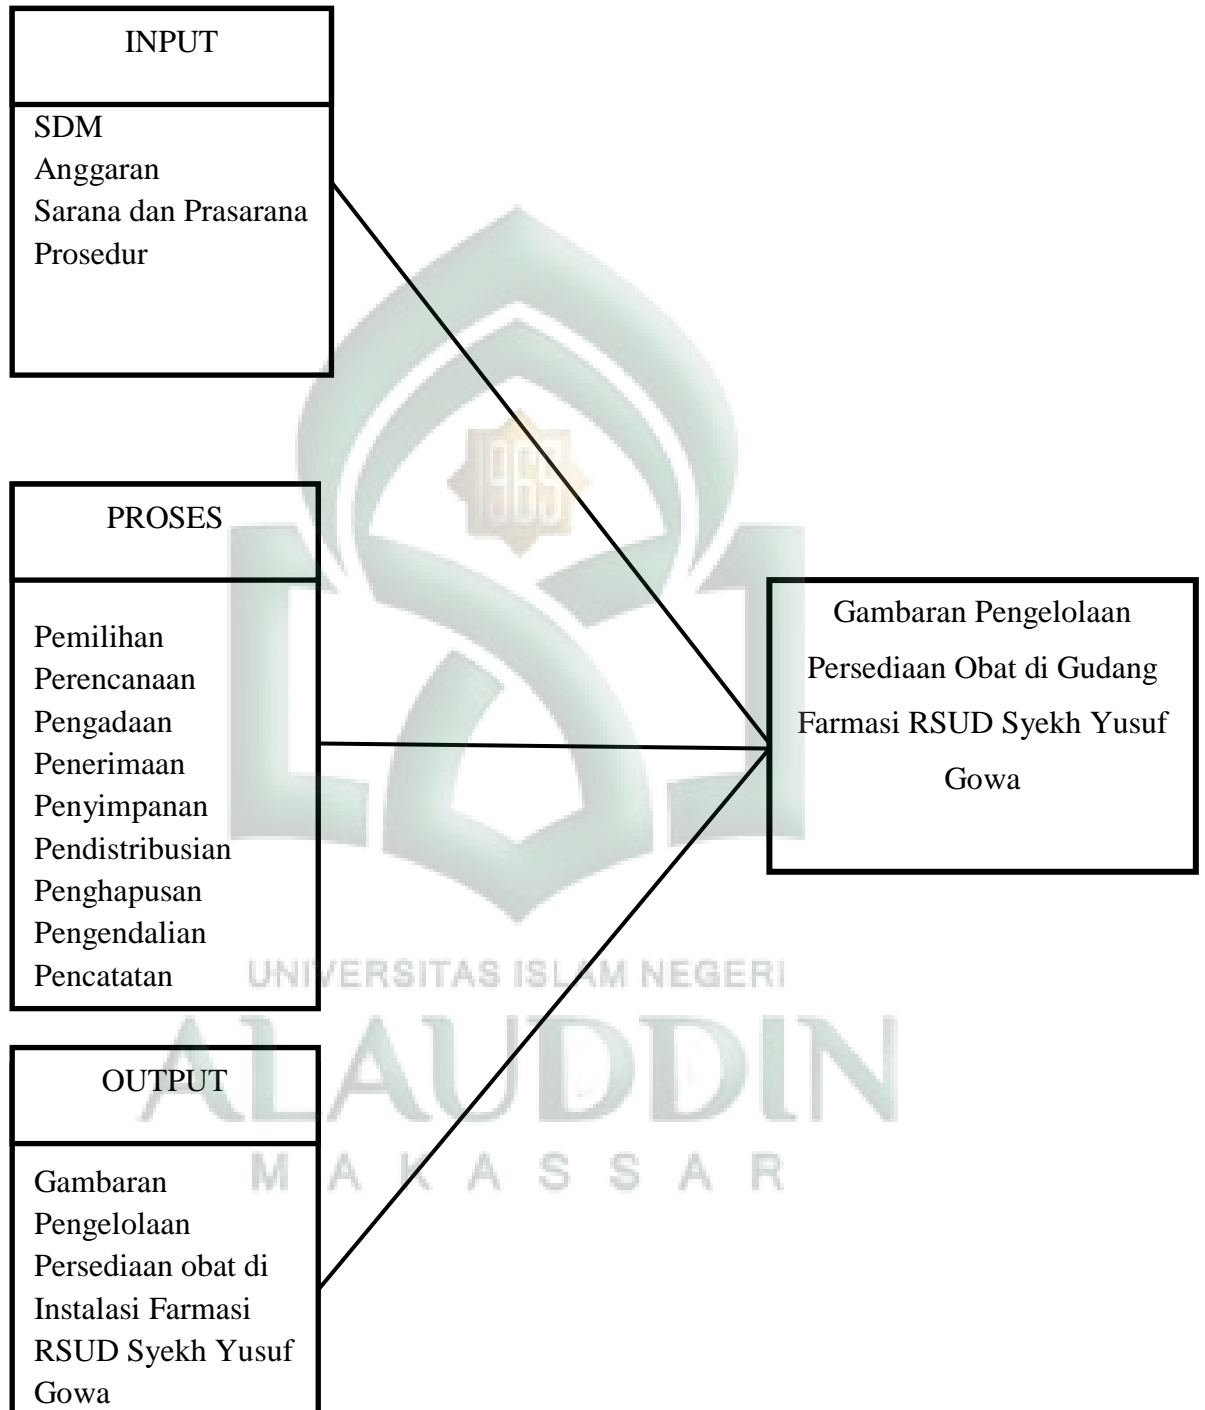 INPUT
SDM
Anggaran
Sarana dan Prasarana
Prosedur
PROSES
Pemilihan
Perencanaan
Pengadaan
Penerimaan
Penyimpanan
Pendistribusian
Penghapusan
Pengendalian
Pencatatan
OUTPUT
Gambaran
Pengelolaan
Persediaan obat di
Instalasi Farmasi
RSUD Syekh Yusuf
Gowa
Gambaran Pengelolaan
Persediaan Obat di Gudang
Farmasi RSUD Syekh Yusuf
Gowa
1965
UNIVERSITAS ISLAM NEGERI
ALAUDDIN
MAKASSAR